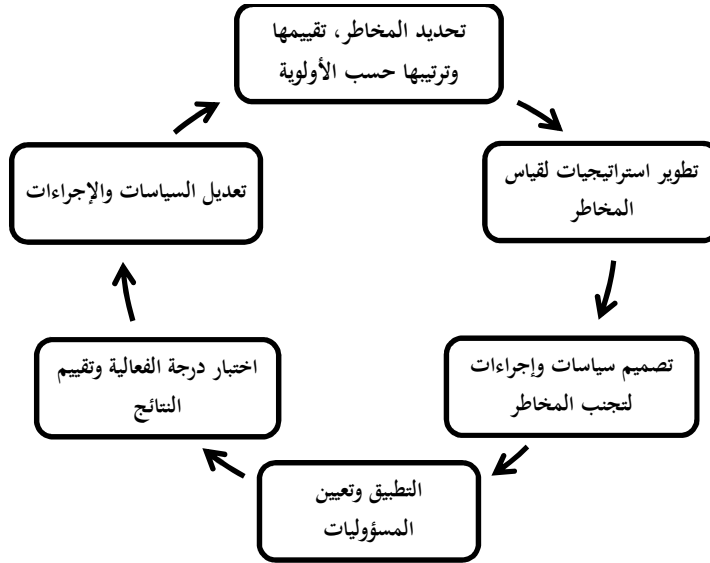 تحديد المخاطر، تقييمها
وترتيبها حسب الأولوية
تطوير استراتيجيات لقياس
المخاطر
تصميم سياسات وإجراءات
لتجنب المخاطر
التطبيق وتعيين
المسؤوليات
اختبار درجة الفعالية وتقييم
النتائج
تعديل السياسات والإجراءات